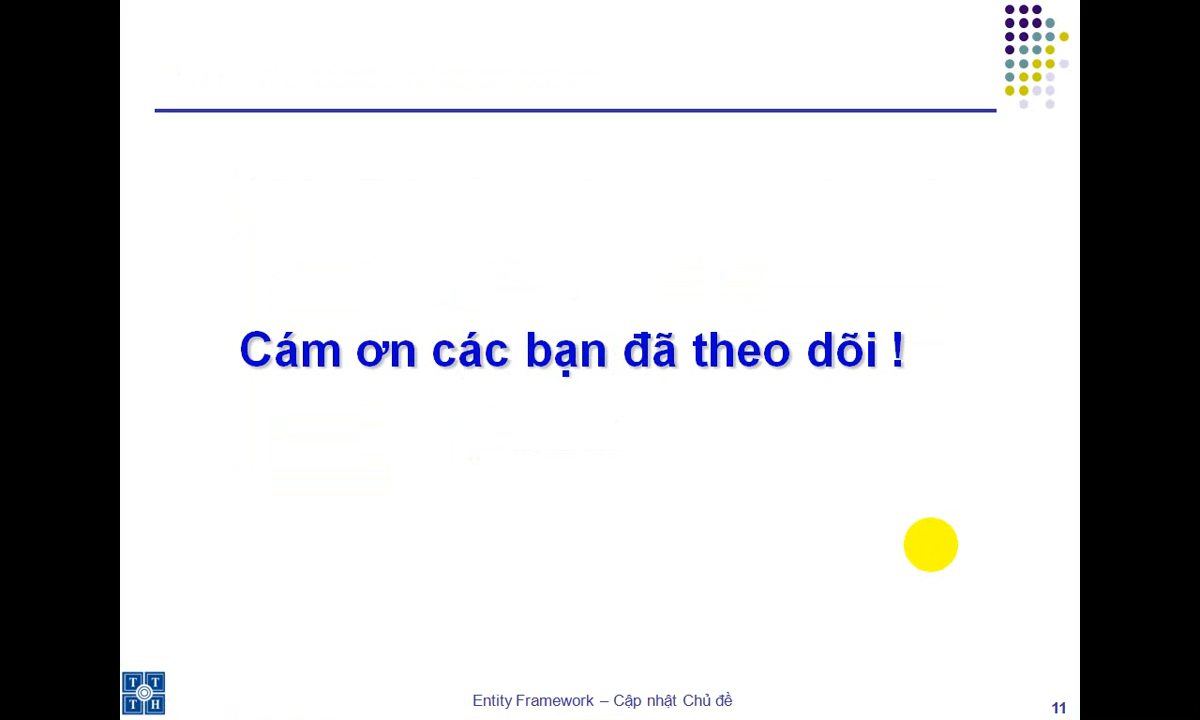 Cám ơn các bạn đã theo dõi !
T T
T H
Entity Framework – Cập nhật Chủ đề
11